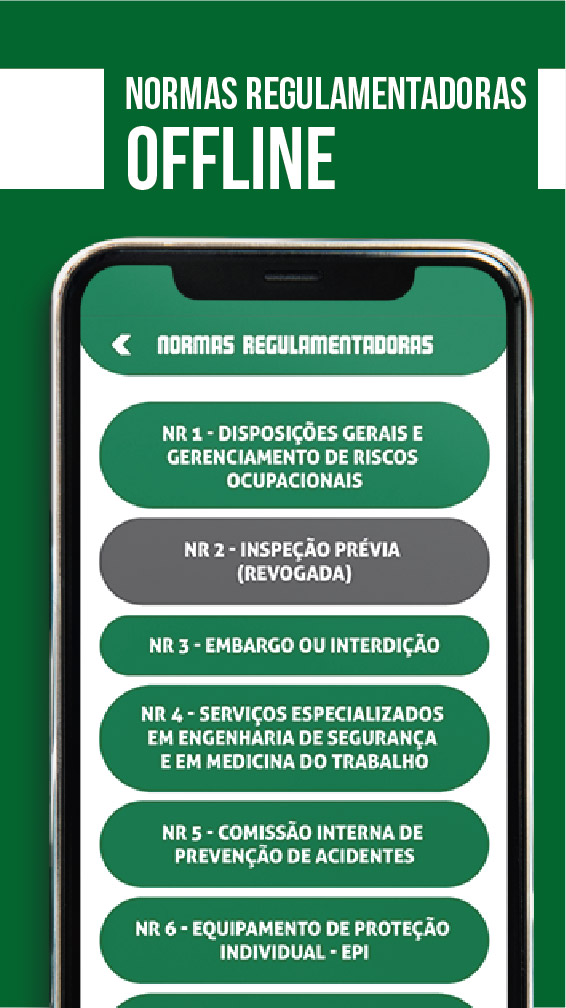 NORMAS REGULAMENTADORAS
OFFLINE
NORMAS REGULAMENTADORAS
NR 1 - DISPOSIÇÕES GERAIS E
GERENCIAMENTO DE RISCOS
OCUPACIONAIS
NR 2 - INSPEÇÃO PRÉVIA
(REVOGADA)
NR 3 - EMBARGO OU INTERDIÇÃO
NR 4 - SERVIÇOS ESPECIALIZADOS
EM ENGENHARIA DE SEGURANÇA
E EM MEDICINA DO TRABALHO
NR 5 - COMISSÃO INTERNA DE
PREVENÇÃO DE ACIDENTES
NR 6 - EQUIPAMENTO DE PROTEÇÃO
INDIVIDUAL - EPI